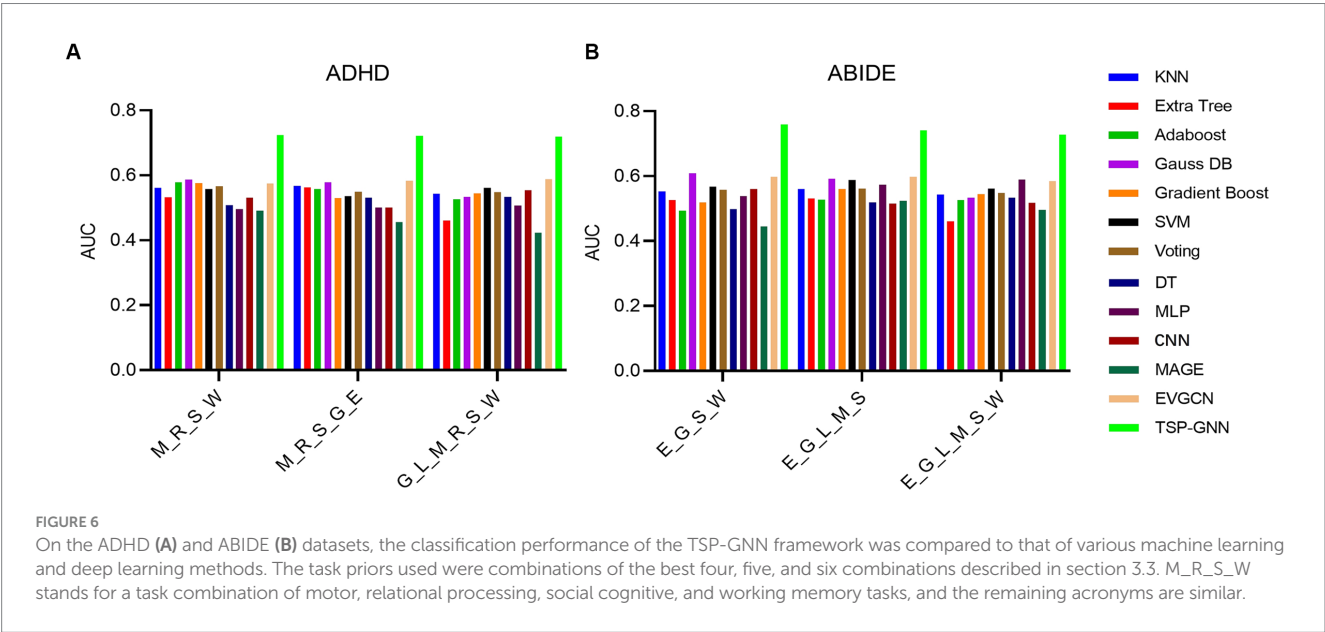 A
ADHD
0.8
0.6
0.4
0.2
0.0
AUC
M_R_S_W
M_R_S_G_E
G_L_M_R_S_W
B
ABIDE
0.8
0.6
0.4
0.2
0.0
AUC
E_G_S_W
E_G_L_M_S
E_G_L_M_S_W
KNN
Extra Tree
Adaboost
Gauss DB
Gradient Boost
SVM
Voting
DT
MLP
CNN
MAGE
EVGCN
TSP-GNN
FIGURE 6
On the ADHD (A) and ABIDE (B) datasets, the classification performance of the TSP-GNN framework was compared to that of various machine learning
and deep learning methods. The task priors used were combinations of the best four, five, and six combinations described in section 3.3. M_R_S_W
stands for a task combination of motor, relational processing, social cognitive, and working memory tasks, and the remaining acronyms are similar.